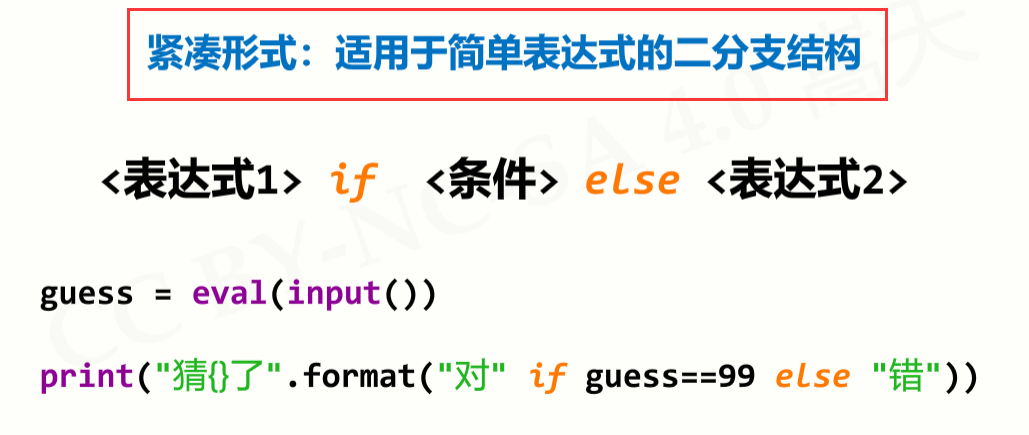 紧凑形式：适用于简单表达式的二分支结构
<表达式1> if <条件> else <表达式2>
guess = eval(input())
print("猜{}了".format("对" if guess==99 else "错"))
CC BY-NC-SA 4.0 嵩天